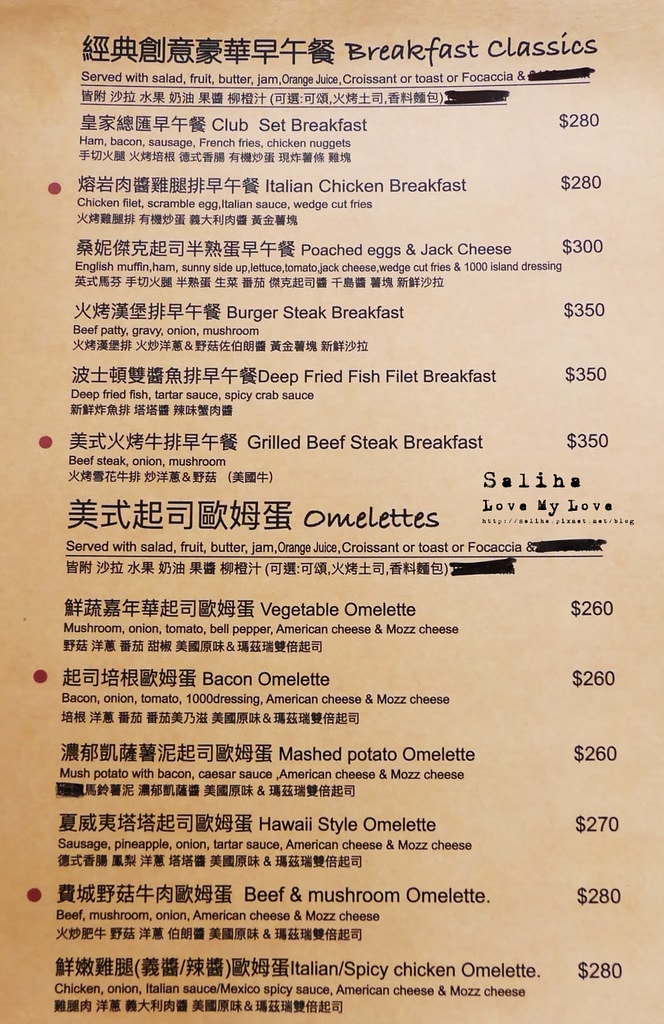 經典創意豪華早午餐 Breakfast Classics
Served with salad, fruit, butter, jam,Orange Juice,Croissant or toast or Focaccia &
皆附 沙拉 水果 奶油 果醬 柳橙汁 (可選:可頌,火烤土司,香料麵包)
皇家總匯早午餐 Club Set Breakfast $280
Ham, bacon, sausage, French fries, chicken nuggets
手切火腿 火烤培根 德式香腸 有機炒蛋 現炸薯條 雞塊
熔岩肉醬雞腿排早午餐 Italian Chicken Breakfast $280
Chicken filet, scramble egg,Italian sauce, wedge cut fries
火烤雞腿排 有機炒蛋 義大利肉醬 黃金薯塊
桑妮傑克起司半熟蛋早午餐 Poached eggs & Jack Cheese $300
English muffin,ham, sunny side up,lettuce,tomato,jack cheese,wedge cut fries & 1000 island dressing
英式馬芬 手切火腿 半熟蛋 生菜 番茄 傑克起司醬 千島醬 薯塊 新鮮沙拉
火烤漢堡排早午餐 Burger Steak Breakfast $350
Beef patty, gravy, onion, mushroom
火烤漢堡排 火炒洋蔥&野菇佐伯朗醬 黃金薯塊 新鮮沙拉
波士頓雙醬魚排早午餐Deep Fried Fish Filet Breakfast $350
Deep fried fish, tartar sauce, spicy crab sauce
新鮮炸魚排 塔塔醬 辣味蟹肉醬
美式火烤牛排早午餐 Grilled Beef Steak Breakfast $350
Beef steak, onion, mushroom
火烤雪花牛排 炒洋蔥&野菇 (美國牛)
Saliha
Love My Love
http://saliha.pixnet.net/blog
美式起司歐姆蛋 Omelettes
Served with salad, fruit, butter, jam,Orange Juice,Croissant or toast or Focaccia &
皆附 沙拉 水果 奶油 果醬 柳橙汁 (可選:可頌,火烤土司,香料麵包)
鮮蔬嘉年華起司歐姆蛋 Vegetable Omelette $260
Mushroom, onion, tomato, bell pepper, American cheese & Mozz cheese
野菇 洋蔥 番茄 甜椒 美國原味&瑪茲瑞雙倍起司
起司培根歐姆蛋 Bacon Omelette $260
Bacon, onion, tomato, 1000dressing, American cheese & Mozz cheese
培根 洋蔥 番茄 番茄美乃滋 美國原味&瑪茲瑞雙倍起司
濃郁凱薩薯泥起司歐姆蛋 Mashed potato Omelette $260
Mush potato with bacon, caesar sauce ,American cheese & Mozz cheese
馬鈴薯泥 濃郁凱薩醬 美國原味 & 瑪茲瑞雙倍起司
夏威夷塔塔起司歐姆蛋 Hawaii Style Omelette $270
Sausage, pineapple, onion, tartar sauce, American cheese & Mozz cheese
德式香腸 鳳梨 洋蔥 塔塔醬 美國原味 & 瑪茲瑞雙倍起司
費城野菇牛肉歐姆蛋 Beef & mushroom Omelette. $280
Beef, mushroom, onion, American cheese & Mozz cheese
火炒肥牛 野菇 洋蔥 伯朗醬 美國原味 & 瑪茲瑞雙倍起司
鮮嫩雞腿(義醬/辣醬)歐姆蛋Italian/Spicy chicken Omelette. $280
Chicken, onion, Italian sauce/Mexico spicy sauce, American cheese & Mozz cheese
雞腿肉 洋蔥 義大利肉醬 美國原味&瑪茲瑞雙倍起司